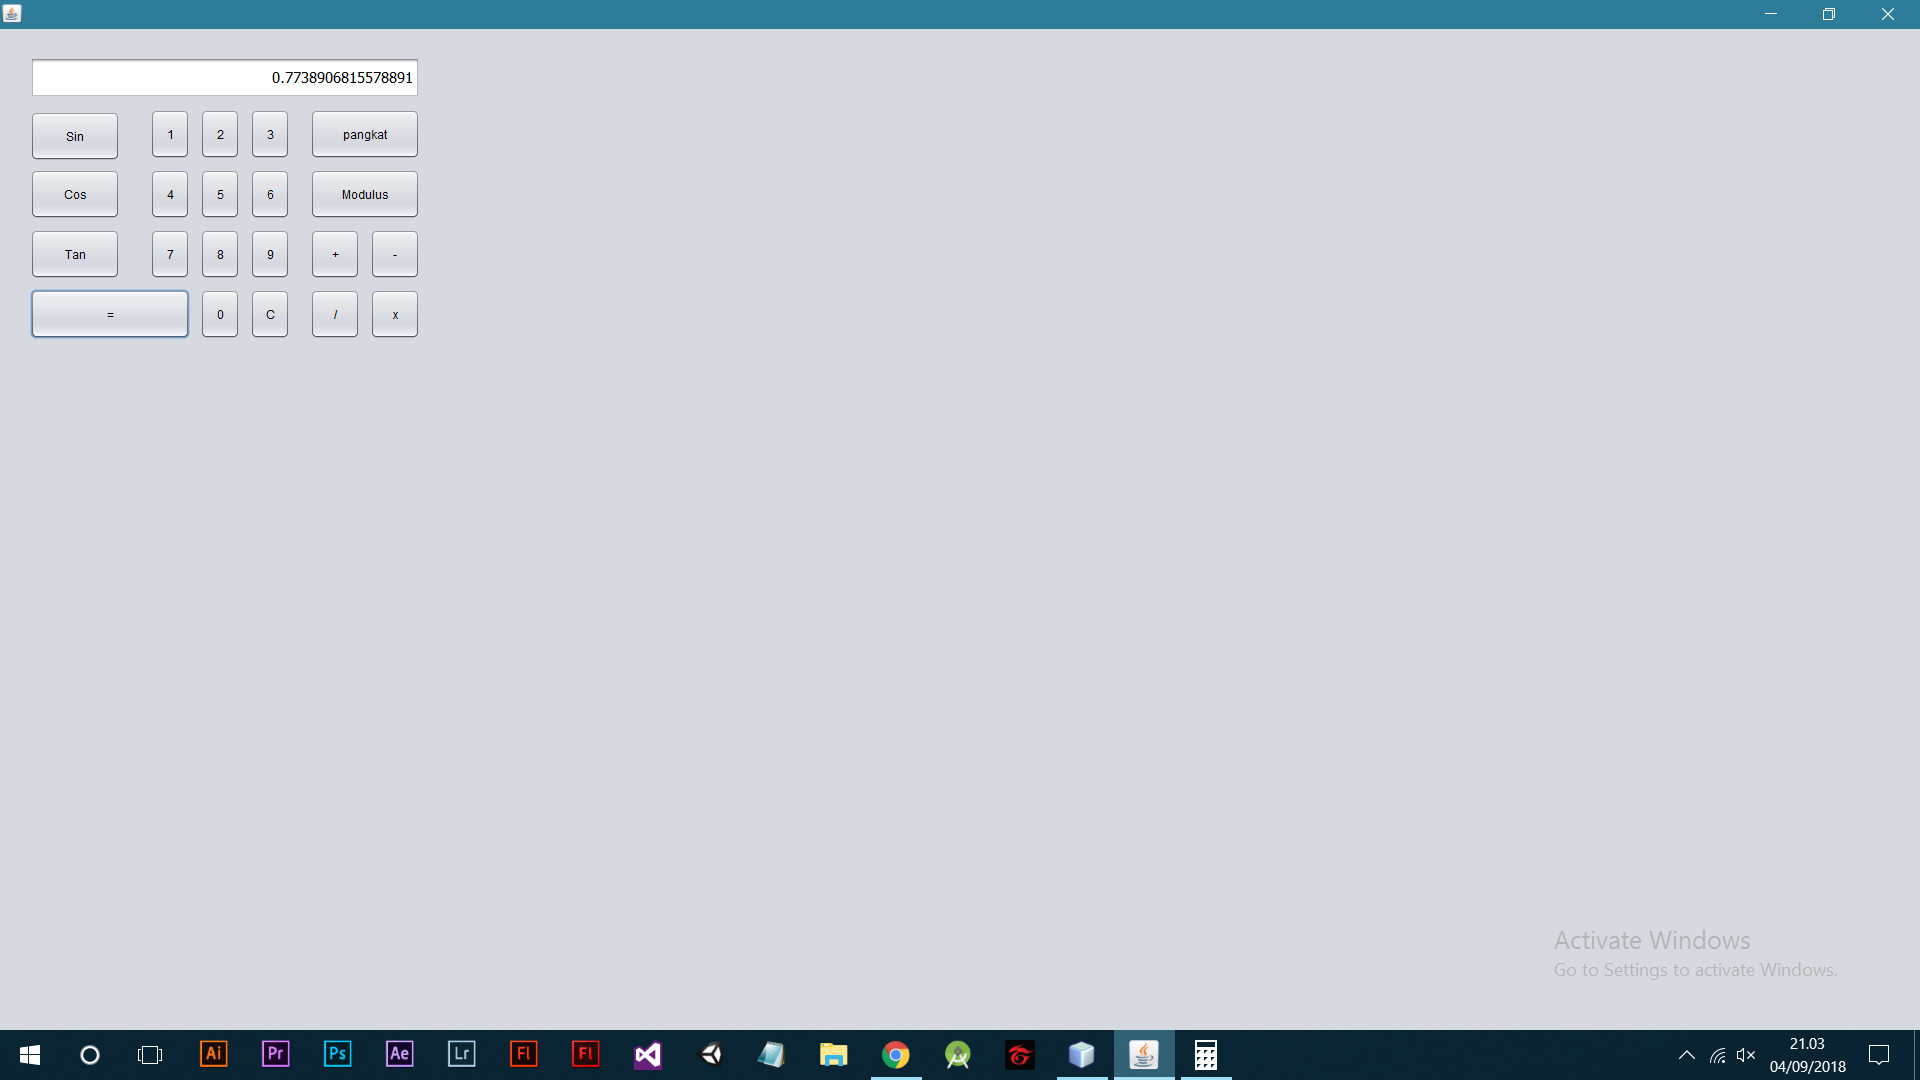 0.7738906815578891
Sin 1 2 3 pangkat
Cos 4 5 6 Modulus
Tan 7 8 9 + -
= 0 C / x
Activate Windows
Go to Settings to activate Windows.
Ai Pr Ps Ae Lr Fl Fl
21.03
04/09/2018